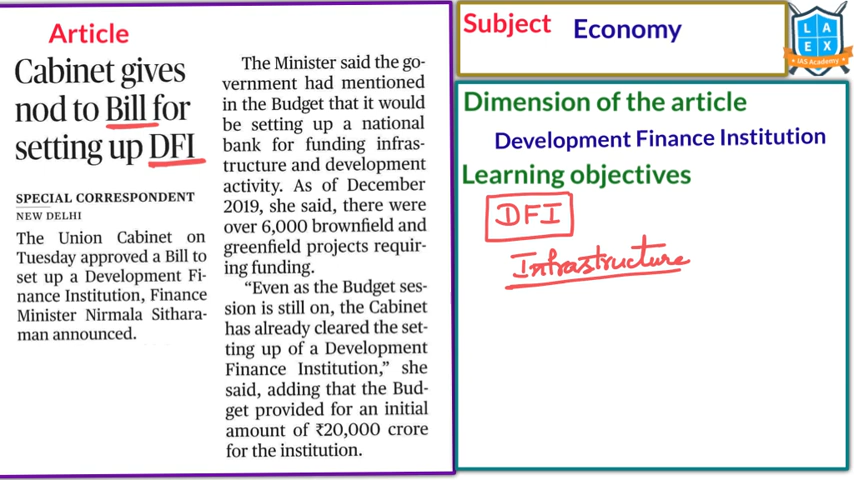 Article
Cabinet gives
nod to Bill for
setting up DFI
SPECIAL CORRESPONDENT
NEW DELHI
The Union Cabinet on
Tuesday approved a Bill to
set up a Development Fi-
nance Institution, Finance
Minister Nirmala Sithara-
man announced.
The Minister said the go-
vernment had mentioned
in the Budget that it would
be setting up a national
bank for funding infras-
tructure and development
activity. As of December
2019, she said, there were
over 6,000 brownfield and
greenfield projects requir-
ing funding.
“Even as the Budget ses-
sion is still on, the Cabinet
has already cleared the set-
ting up of a Development
Finance Institution,” she
said, adding that the Bud-
get provided for an initial
amount of ₹20,000 crore
for the institution.
Subject Economy
L A
E X
IAS Academy
Dimension of the article
Development Finance Institution
Learning objectives
DFI
Infrastructure